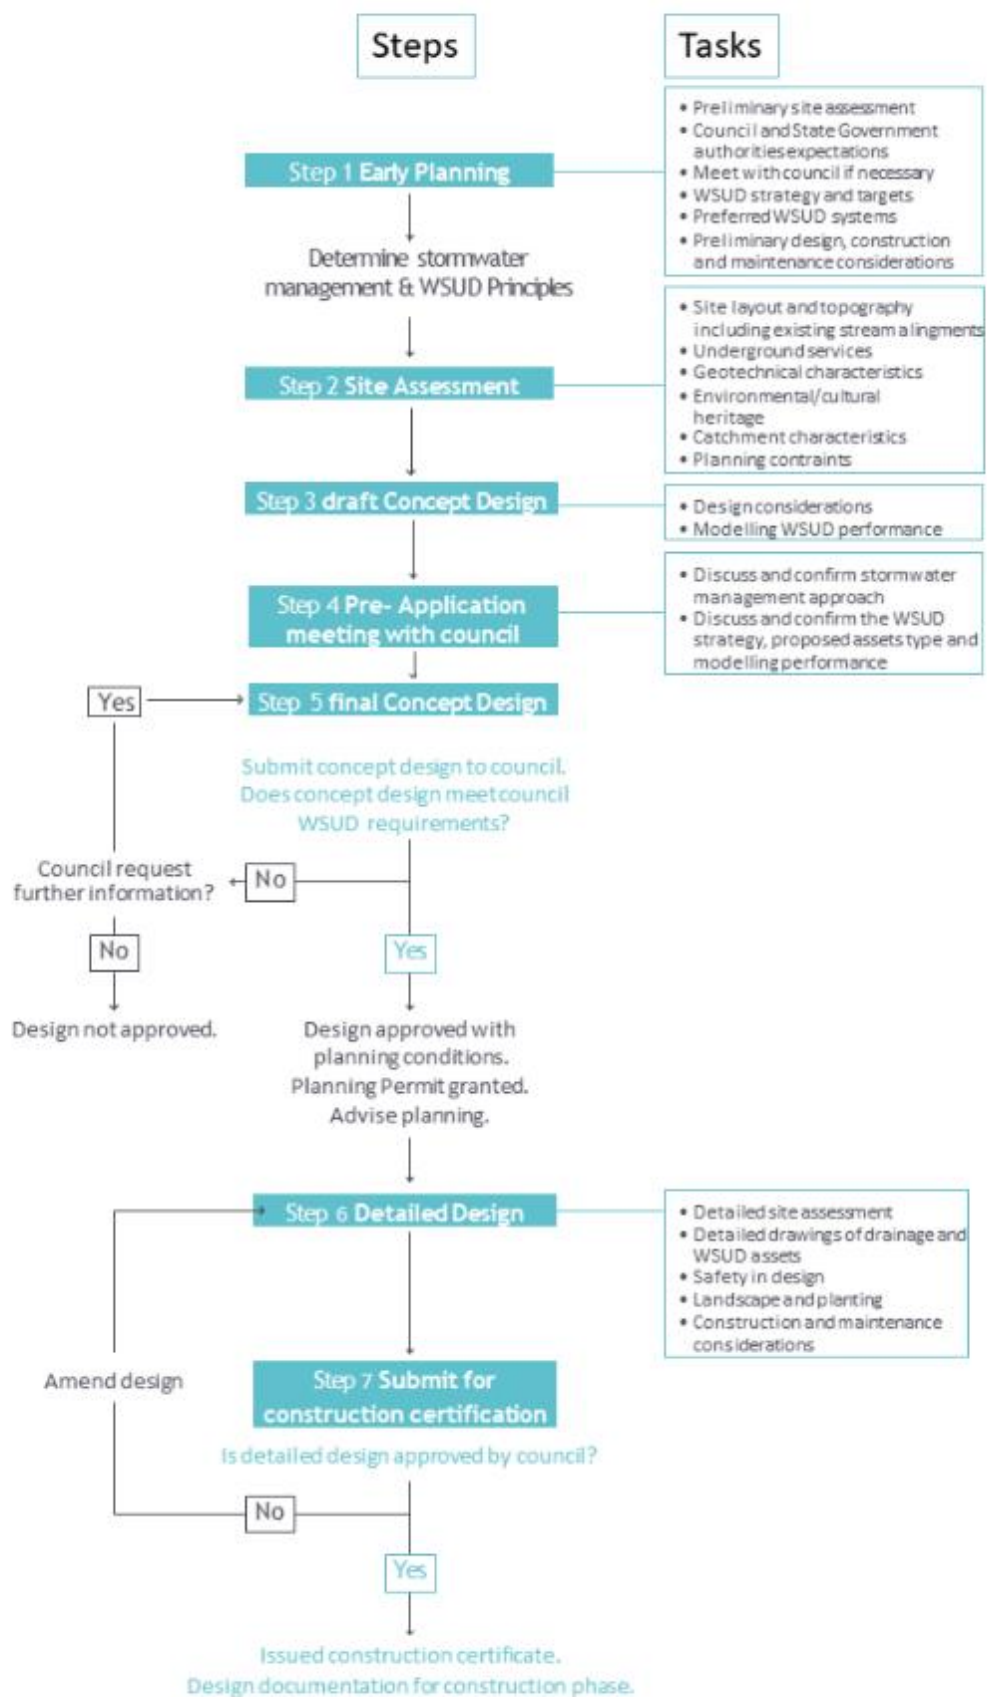 Steps
Tasks
Step 1 Early Planning
• Preliminary site assessment
• Council and State Government
authorities expectations
• Meet with council if necessary
• WSUD strategy and targets
• Preferred WSUD systems
• Preliminary design, construction
and maintenance considerations
Determine stormwater
management & WSUD Principles
Step 2 Site Assessment
• Site layout and topography
including existing stream alingments
• Underground services
• Geotechnical characteristics
• Environmental/cultural
heritage
• Catchment characteristics
• Planning contraints
Step 3 draft Concept Design
• Design considerations
• Modelling WSUD performance
Step 4 Pre- Application
meeting with council
• Discuss and confirm stormwater
management approach
• Discuss and confirm the WSUD
strategy, proposed assets type and
modelling performance
Yes
Step 5 final Concept Design
Submit concept design to council.
Does concept design meet council
WSUD requirements?
Council request
further information?
No
No
Yes
Design not approved.
Design approved with
planning conditions.
Planning Permit granted.
Advise planning.
Step 6 Detailed Design
• Detailed site assessment
• Detailed drawings of drainage and
WSUD assets
• Safety in design
• Landscape and planting
• Construction and maintenance
considerations
Amend design
Step 7 Submit for
construction certification
Is detailed design approved by council?
No
Yes
Issued construction certificate.
Design documentation for construction phase.